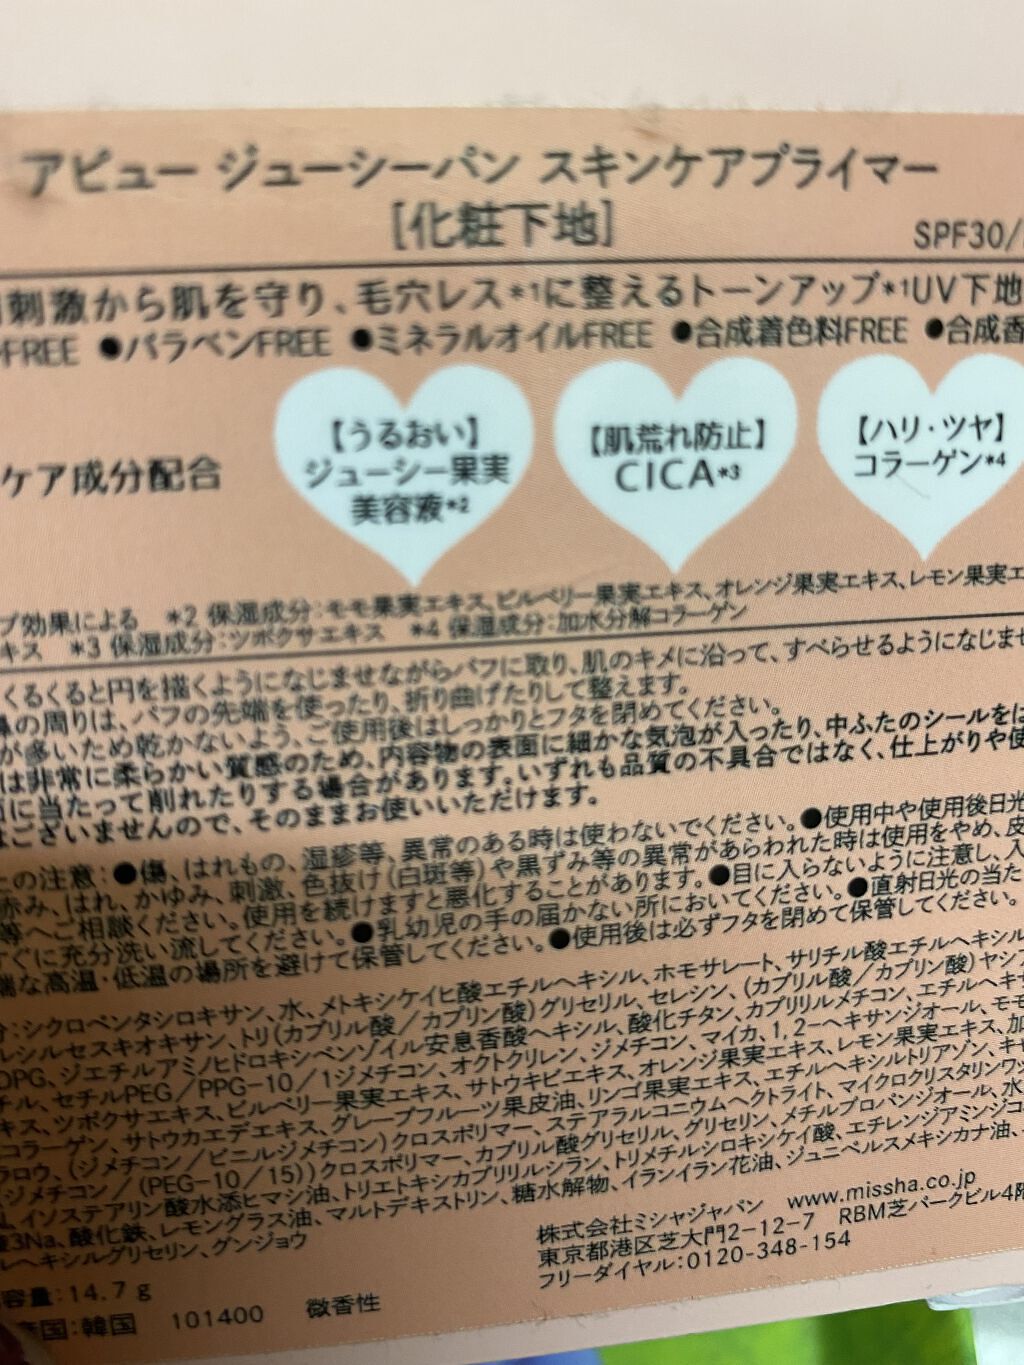 アピュー ジューシーパン スキンケアプライマー
[化粧下地]
SPF30/
刺激から肌を守り、毛穴レス*1に整えるトーンアップ*1UV下地
FREE ●パラベンFREE ●ミネラルオイルFREE ●合成着色料FREE ●合成香
ケア成分配合
【うるおい】
ジューシー果実
美容液*2
【肌荒れ防止】
CICA*3
【ハリ・ツヤ】
コラーゲン*4
プ効果による *2 保湿成分:モモ果実エキス、ビルベリー果実エキス、オレンジ果実エキス、レモン果実エ
キス *3 保湿成分:ツボクサエキス *4 保湿成分:加水分解コラーゲン
くるくると円を描くようになじませながらパフに取り、肌のキメに沿って、すべらせるようになじませ
の周りは、パフの先端を使ったり、折り曲げたりして整えます。
が多いため乾かないよう、ご使用後はしっかりとフタを閉めてください。
は非常に柔らかい質感のため、内容物の表面に細かな気泡が入ったり、中ふたのシールをは
に当たって削れたりする場合があります。いずれも品質の不具合ではなく、仕上がりや使
はございませんので、そのままお使いいただけます。
の注意:●傷、はれもの、湿疹等、異常のある時は使わないでください。●使用中や使用後日光
赤み、はれ、かゆみ、刺激、色抜け(白斑等)や黒ずみ等の異常があらわれた時は使用をやめ、皮
等へご相談ください。使用を続けますと悪化することがあります。●目に入らないように注意し、入
すぐに充分洗い流してください。●乳幼児の手の届かない所においてください。●直射日光の当た
端な高温・低温の場所を避けて保管してください。●使用後は必ずフタを閉めて保管してください。
:シクロペンタシロキサン、水、メトキシケイヒ酸エチルヘキシル、ホモサレート、サリチル酸エチルヘキシル
ルシルセスキオキサン、トリ(カプリル酸/カプリン酸)グリセリル、セレシン、(カプリル酸/カプリン酸)ヤシア
DPG、ジエチルアミノヒドロキシベンゾイル安息香酸ヘキシル、酸化チタン、カプリリルメチコン、エチルヘキサ
チル、セチルPEG/PPG-10/1ジメチコン、オクトクリレン、ジメチコン、マイカ、1,2-ヘキサンジオール、モモ
キス、ツボクサエキス、ビルベリー果実エキス、サトウキビエキス、オレンジ果実エキス、レモン果実エキス、加
コラーゲン、サトウカエデエキス、グレープフルーツ果皮油、リンゴ果実エキス、エチルヘキシルトリアゾン、キャ
ラロウ、(ジメチコン/ビニルジメチコン)クロスポリマー、ステアラルコニウムヘクトライト、マイクロクリスタリンワッ
(ジメチコン/(PEG-10/15))クロスポリマー、カプリル酸グリセリル、グリセリン、メチルプロパンジオール、水
イソステアリン酸水添ヒマシ油、トリエトキシカプリリルシラン、トリメチルシロキシケイ酸、エチレンジアミンジコ
3Na、酸化鉄、レモングラス油、マルトデキストリン、糖水解物、イランイラン花油、ジュニペルスメキシカナ油、
ルヘキシルグリセリン、グンジョウ
容量:14.7g
国:韓国 101400 微香性
株式会社ミシャジャパン www.missha.co.jp
東京都港区芝大門2-12-7 RBM芝パークビル4階
フリーダイヤル:0120-348-154